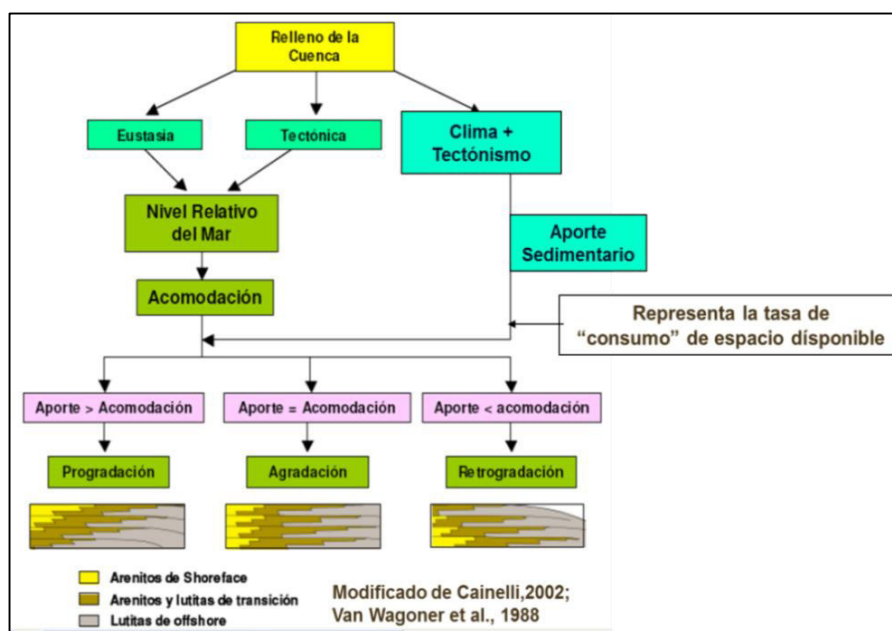 Relleno de la
Cuenca
Eustasia
Tectónica
Clima +
Tectónismo
Nivel Relativo
del Mar
Aporte
Sedimentario
Acomodación
Representa la tasa de
“consumo” de espacio dísponible
Aporte > Acomodación
Aporte = Acomodación
Aporte < acomodación
Progradación
Agradación
Retrogradación
Arenitos de Shoreface
Arenitos y lutitas de transición
Lutitas de offshore
Modificado de Cainelli,2002;
Van Wagoner et al., 1988